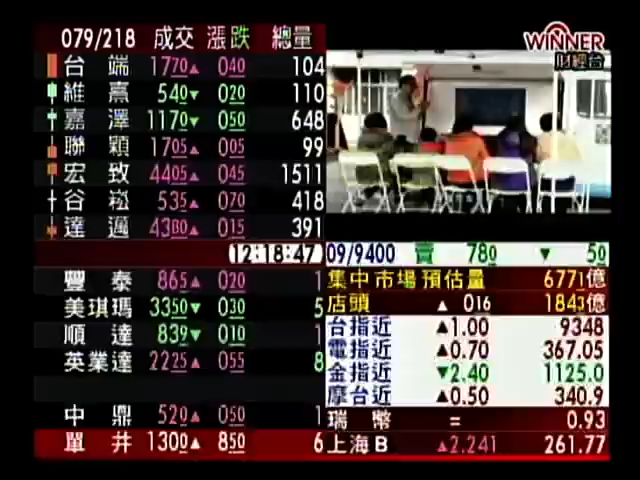 079/218 成交 漲跌 總量
台端 1770▲ 040 104
維熹 540▼ 020 110
嘉澤 1170▼ 050 648
聯穎 1705▲ 005 99
宏致 4405▲ 045 1511
谷崧 535▲ 070 418
達邁 4380▲ 015 391
WINNER
財經台
12:18:47
09/9400 賣 780 ▼ 50
豐泰 865▲ 020 1
美琪瑪 3350▼ 030 5
順達 839▼ 010 1
英業達 2225▲ 055 8
中鼎 520▲ 050 1
單井 1300▲ 850 6
集中市場預估量 6771億
店頭 ▲ 016 1843億
台指近 ▲1.00 9348
電指近 ▲0.70 367.05
金指近 ▼2.40 1125.0
摩台近 ▲0.50 340.9
瑞幣 = 0.93
上海B ▲2.241 261.77